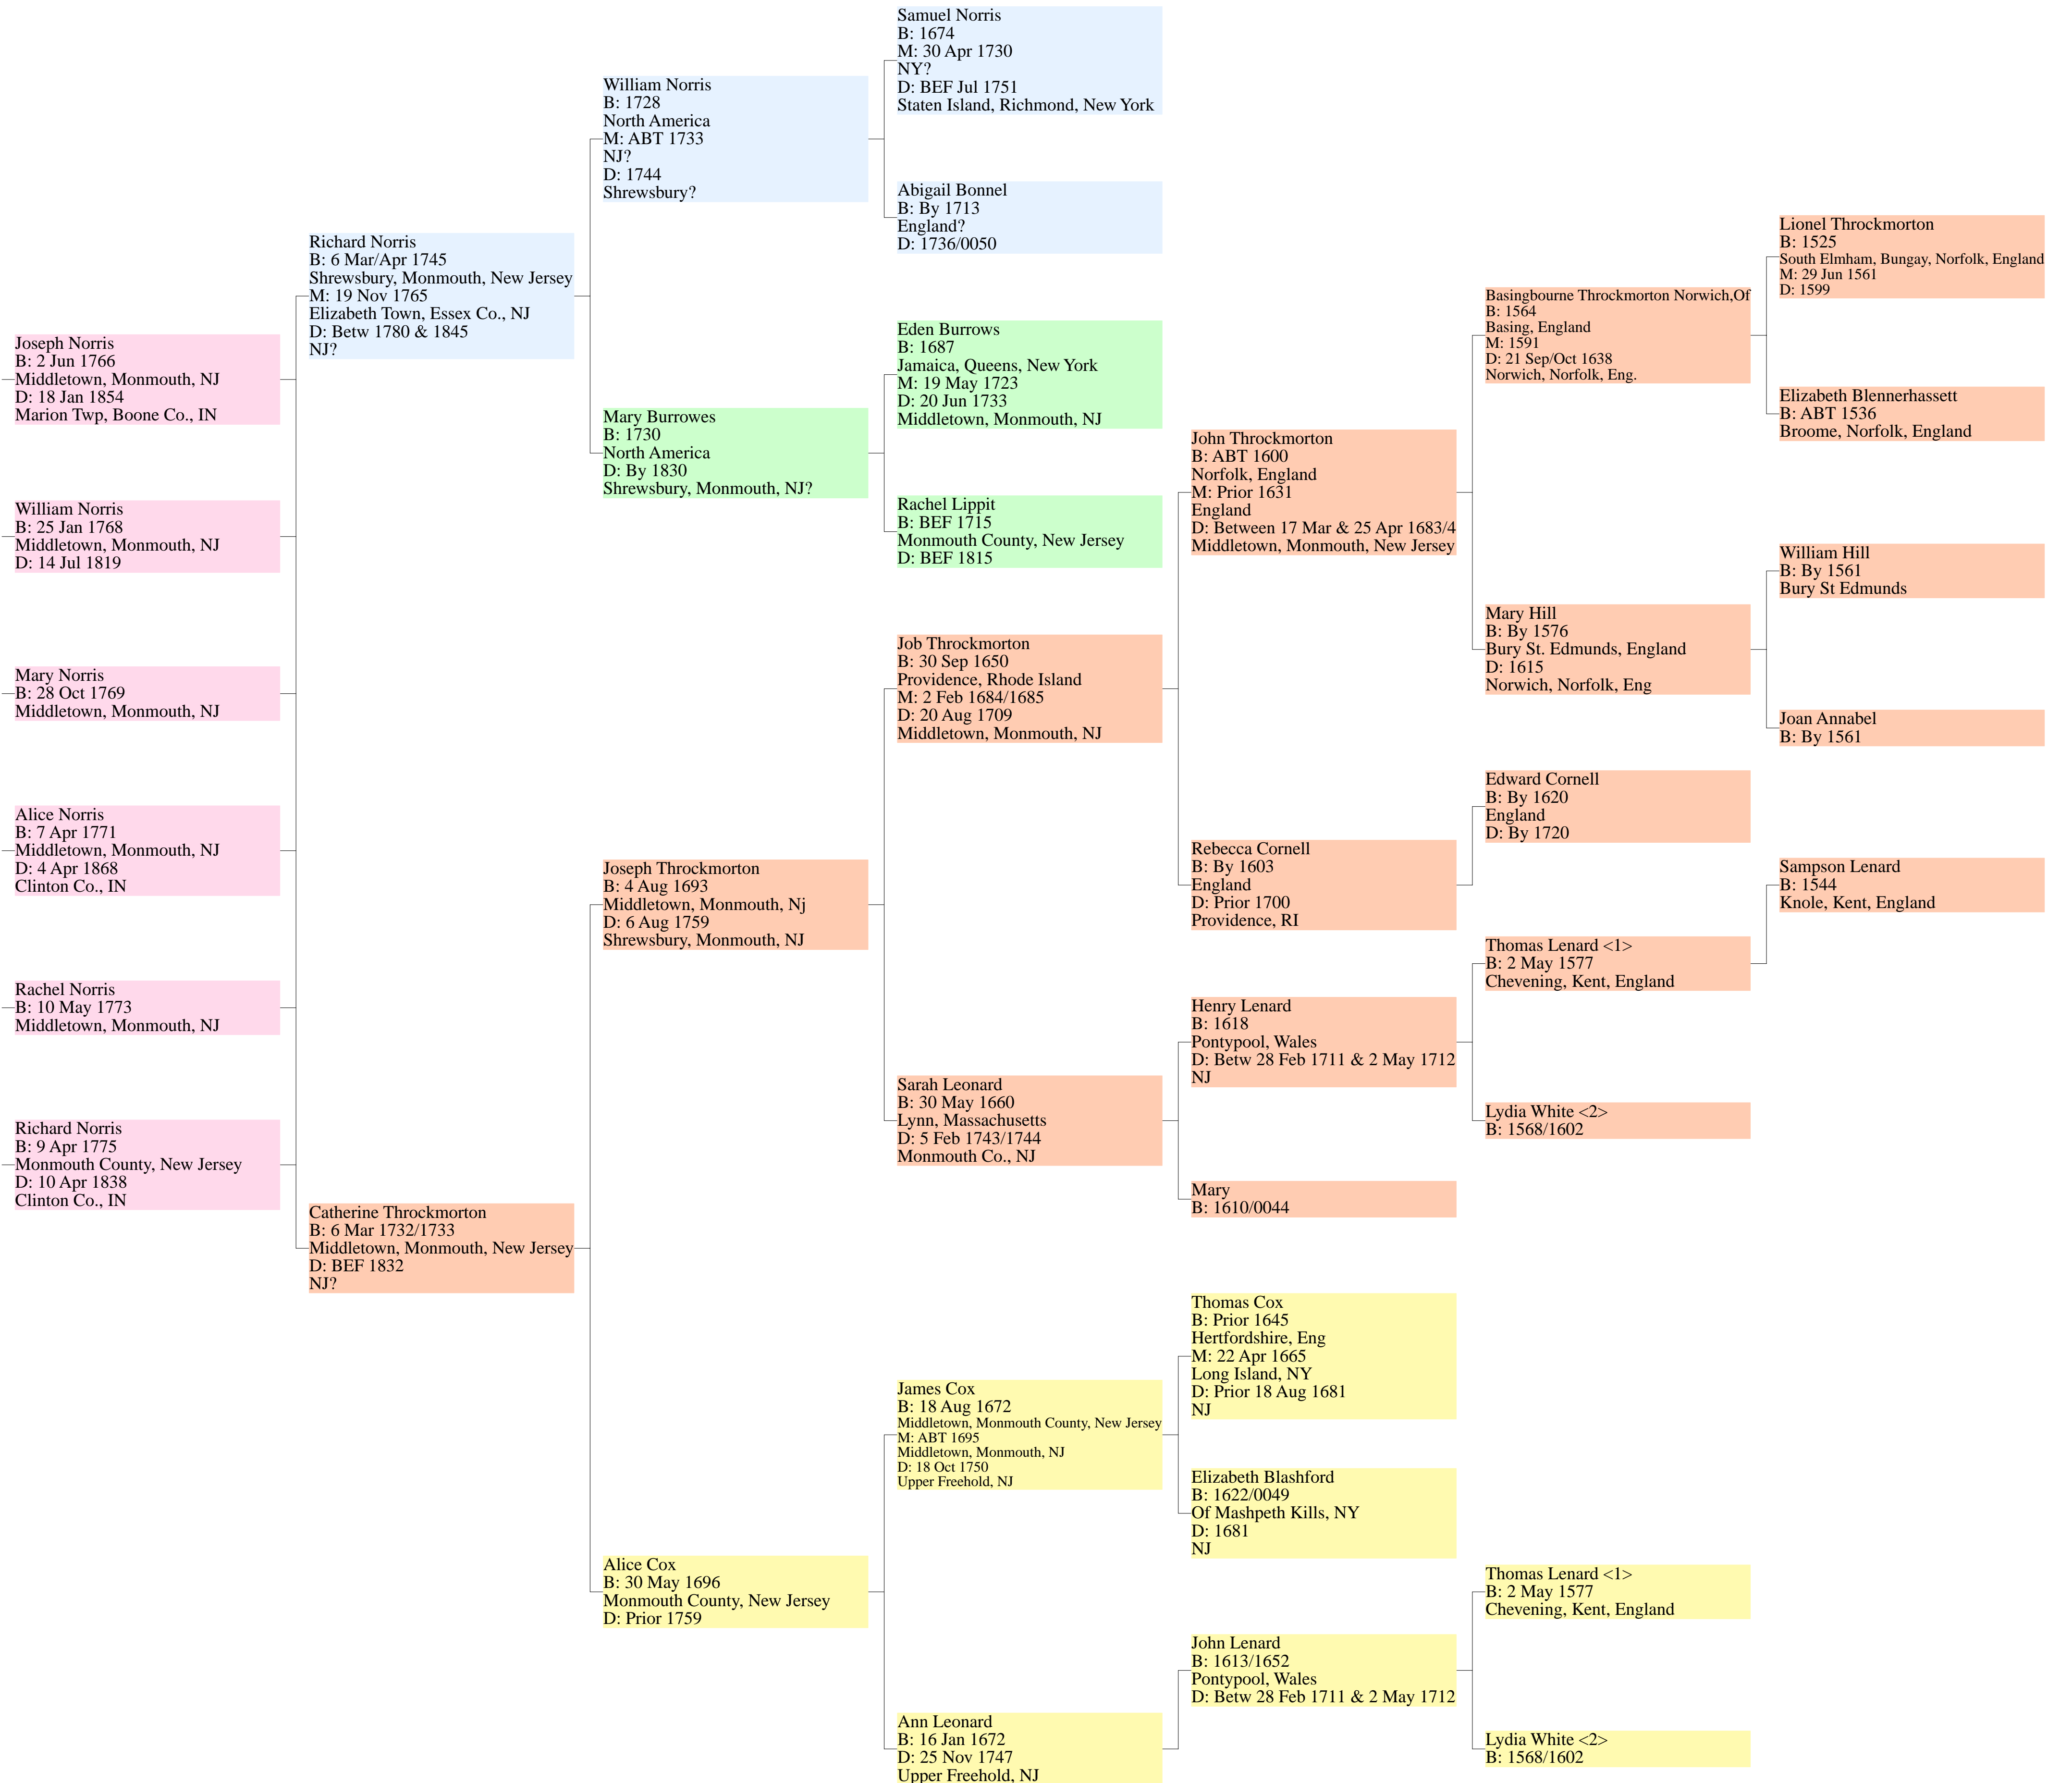 Joseph Norris
B: 2 Jun 1766
Middletown, Monmouth, NJ
D: 18 Jan 1854
Marion Twp, Boone Co., IN
William Norris
B: 25 Jan 1768
Middletown, Monmouth, NJ
D: 14 Jul 1819
Mary Norris
B: 28 Oct 1769
Middletown, Monmouth, NJ
Alice Norris
B: 7 Apr 1771
Middletown, Monmouth, NJ
D: 4 Apr 1868
Clinton Co., IN
Rachel Norris
B: 10 May 1773
Middletown, Monmouth, NJ
Richard Norris
B: 9 Apr 1775
Monmouth County, New Jersey
D: 10 Apr 1838
Clinton Co., IN
Richard Norris
B: 6 Mar/Apr 1745
Shrewsbury, Monmouth, New Jersey
M: 19 Nov 1765
Elizabeth Town, Essex Co., NJ
D: Betw 1780 & 1845
NJ?
Catherine Throckmorton
B: 6 Mar 1732/1733
Middletown, Monmouth, New Jersey
D: BEF 1832
NJ?
William Norris
B: 1728
North America
M: ABT 1733
NJ?
D: 1744
Shrewsbury?
Mary Burrowes
B: 1730
North America
D: By 1830
Shrewsbury, Monmouth, NJ?
Joseph Throckmorton
B: 4 Aug 1693
Middletown, Monmouth, Nj
D: 6 Aug 1759
Shrewsbury, Monmouth, NJ
Alice Cox
B: 30 May 1696
Monmouth County, New Jersey
D: Prior 1759
Samuel Norris
B: 1674
M: 30 Apr 1730
NY?
D: BEF Jul 1751
Staten Island, Richmond, New York
Abigail Bonnel
B: By 1713
England?
D: 1736/0050
Eden Burrows
B: 1687
Jamaica, Queens, New York
M: 19 May 1723
D: 20 Jun 1733
Middletown, Monmouth, NJ
Rachel Lippit
B: BEF 1715
Monmouth County, New Jersey
D: BEF 1815
Job Throckmorton
B: 30 Sep 1650
Providence, Rhode Island
M: 2 Feb 1684/1685
D: 20 Aug 1709
Middletown, Monmouth, NJ
Sarah Leonard
B: 30 May 1660
Lynn, Massachusetts
D: 5 Feb 1743/1744
Monmouth Co., NJ
James Cox
B: 18 Aug 1672
Middletown, Monmouth County, New Jersey
M: ABT 1695
Middletown, Monmouth, NJ
D: 18 Oct 1750
Upper Freehold, NJ
Ann Leonard
B: 16 Jan 1672
D: 25 Nov 1747
Upper Freehold, NJ
John Throckmorton
B: ABT 1600
Norfolk, England
M: Prior 1631
England
D: Between 17 Mar & 25 Apr 1683/4
Middletown, Monmouth, New Jersey
Rebecca Cornell
B: By 1603
England
D: Prior 1700
Providence, RI
Henry Lenard
B: 1618
Pontypool, Wales
D: Betw 28 Feb 1711 & 2 May 1712
NJ
Mary
B: 1610/0044
Thomas Cox
B: Prior 1645
Hertfordshire, Eng
M: 22 Apr 1665
Long Island, NY
D: Prior 18 Aug 1681
NJ
Elizabeth Blashford
B: 1622/0049
Of Mashpeth Kills, NY
D: 1681
NJ
John Lenard
B: 1613/1652
Pontypool, Wales
D: Betw 28 Feb 1711 & 2 May 1712
Basingbourne Throckmorton Norwich,Of
B: 1564
Basing, England
M: 1591
D: 21 Sep/Oct 1638
Norwich, Norfolk, Eng.
Mary Hill
B: By 1576
Bury St. Edmunds, England
D: 1615
Norwich, Norfolk, Eng
Edward Cornell
B: By 1620
England
D: By 1720
Thomas Lenard <1>
B: 2 May 1577
Chevening, Kent, England
Lydia White <2>
B: 1568/1602
Thomas Lenard <1>
B: 2 May 1577
Chevening, Kent, England
Lydia White <2>
B: 1568/1602
Lionel Throckmorton
B: 1525
South Elmham, Bungay, Norfolk, England
M: 29 Jun 1561
D: 1599
Elizabeth Blennerhassett
B: ABT 1536
Broome, Norfolk, England
William Hill
B: By 1561
Bury St Edmunds
Joan Annabel
B: By 1561
Sampson Lenard
B: 1544
Knole, Kent, England